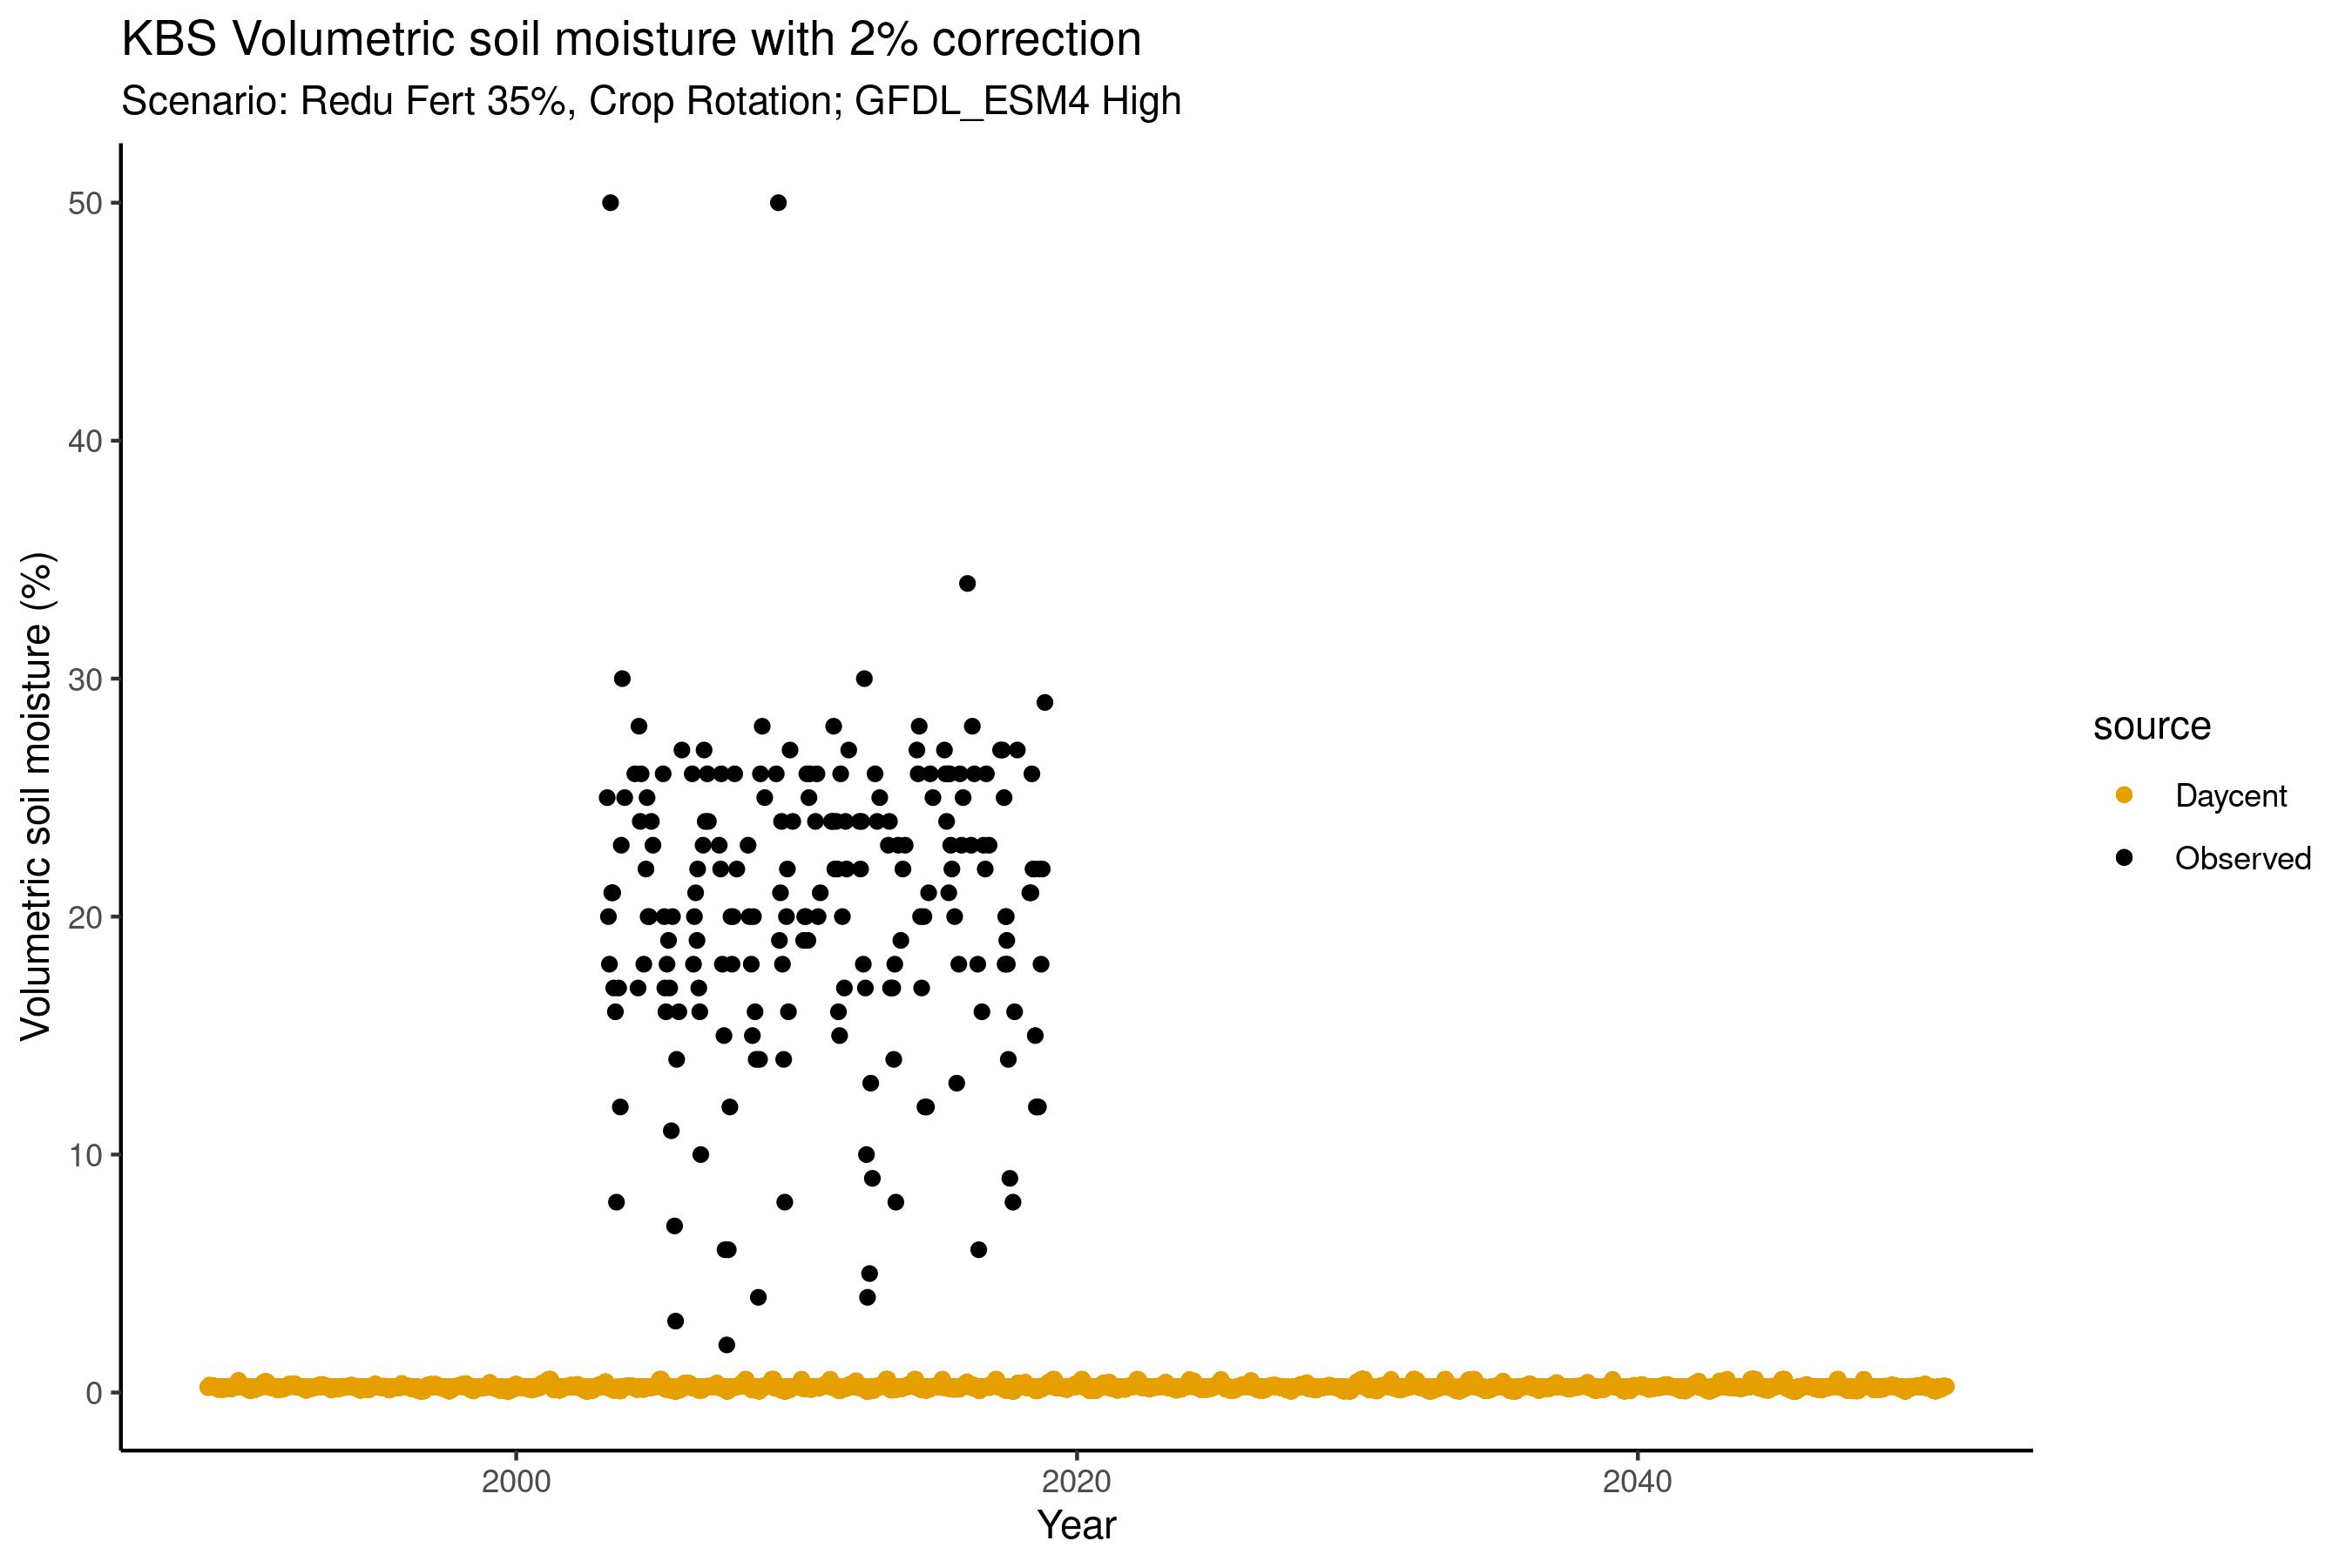 KBS Volumetric soil moisture with 2% correction
Scenario: Redu Fert 35%, Crop Rotation; GFDL_ESM4 High
Volumetric soil moisture (%)
50
40
30
20
10
0
2000
2020
2040
Year
source
Daycent
Observed